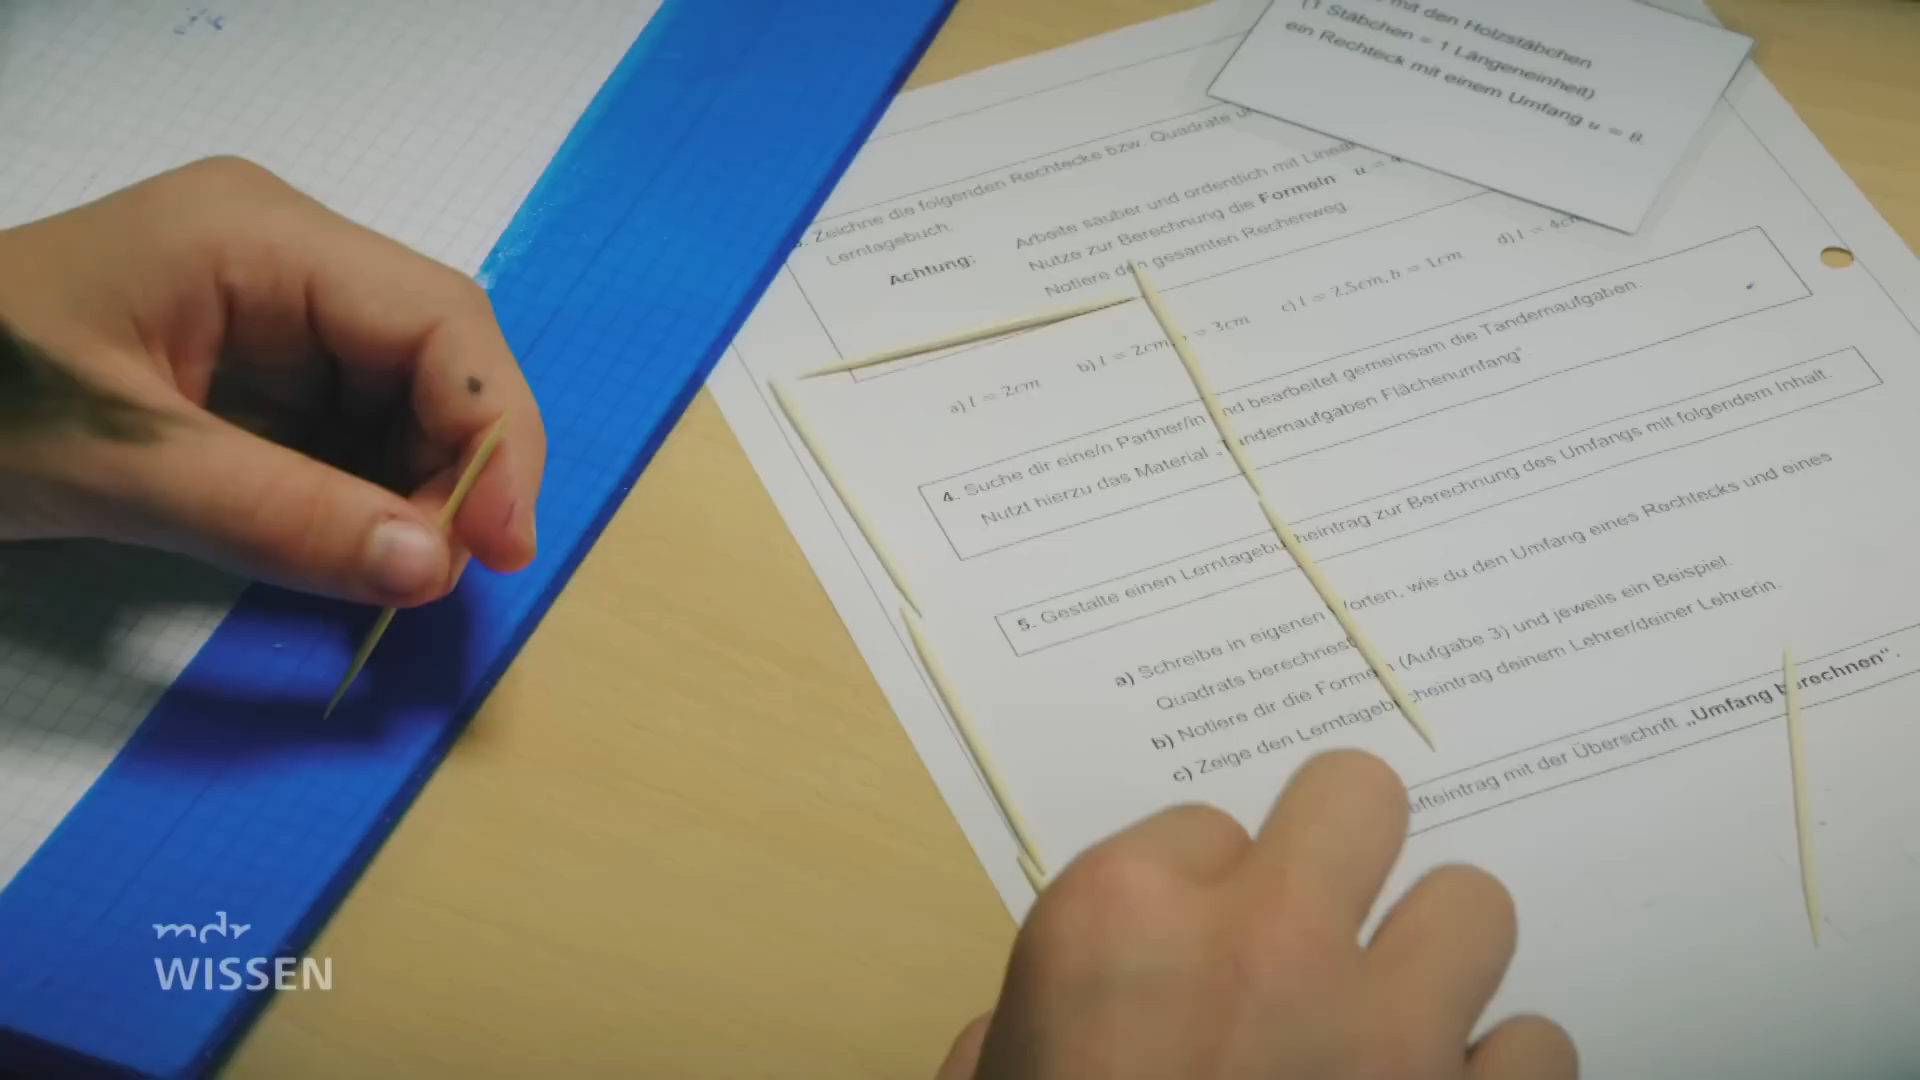 mit den Holzstäbchen
(1 Stäbchen = 1 Längeneinheit)
ein Rechteck mit einem Umfang u = 8.
Zeichne die folgenden Rechtecke bzw. Quadrate
Lerntagebuch.
Achtung:
Arbeite sauber und ordentlich mit Lineal
Nutze zur Berechnung die Formeln u =
Notiere den gesamten Rechenweg.
a) l = 2cm
b) l = 2cm, = 3cm
c) l = 2,5cm, b = 1cm
d) l = 4cm
4. Suche dir eine/n Partner/in und bearbeitet gemeinsam die Tandemaufgaben.
Nutzt hierzu das Material „Tandemaufgaben Flächenumfang“
5. Gestalte einen Lerntagebucheintrag zur Berechnung des Umfangs mit folgendem Inhalt.
a) Schreibe in eigenen Worten, wie du den Umfang eines Rechtecks und eines
Quadrats berechnest
b) Notiere dir die Formeln (Aufgabe 3) und jeweils ein Beispiel.
c) Zeige den Lerntagebucheintrag deinem Lehrer/deiner Lehrerin.
efteintrag mit der Überschrift „Umfang berechnen“.
mdr
WISSEN